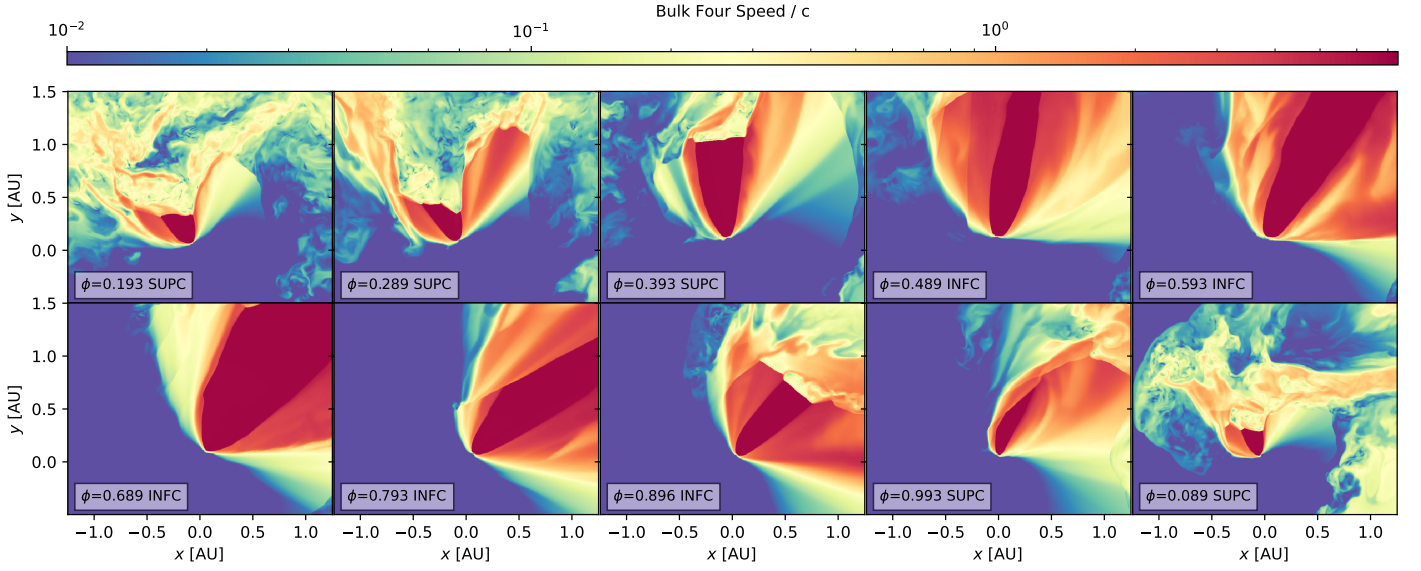 Bulk Four Speed / c
10⁻² 10⁻¹ 10⁰
1.5
1.0
0.5
0.0
y [AU]
ϕ=0.193 SUPC
ϕ=0.289 SUPC
ϕ=0.393 SUPC
ϕ=0.489 INFC
ϕ=0.593 INFC
1.5
1.0
0.5
0.0
y [AU]
ϕ=0.689 INFC
ϕ=0.793 INFC
ϕ=0.896 INFC
ϕ=0.993 SUPC
ϕ=0.089 SUPC
−1.0 −0.5 0.0 0.5 1.0
−1.0 −0.5 0.0 0.5 1.0
−1.0 −0.5 0.0 0.5 1.0
−1.0 −0.5 0.0 0.5 1.0
−1.0 −0.5 0.0 0.5 1.0
x [AU]
x [AU]
x [AU]
x [AU]
x [AU]